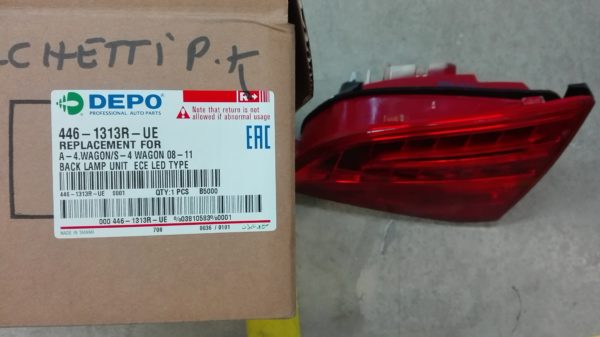 CHETTI P.
DEPO
®
PROFESSIONAL AUTO PARTS
R
Note that return is not
allowed if abnormal usage
446-1313R-UE
REPLACEMENT FOR
A-4.WAGON/S-4 WAGON 08-11
BACK LAMP UNIT ECE LED TYPE
EAC
446-1313R-UE 0001 QTY:1 PCS B5000
000 446-1313R-UE
MADE IN TAIWAN 706 0036 / 0101